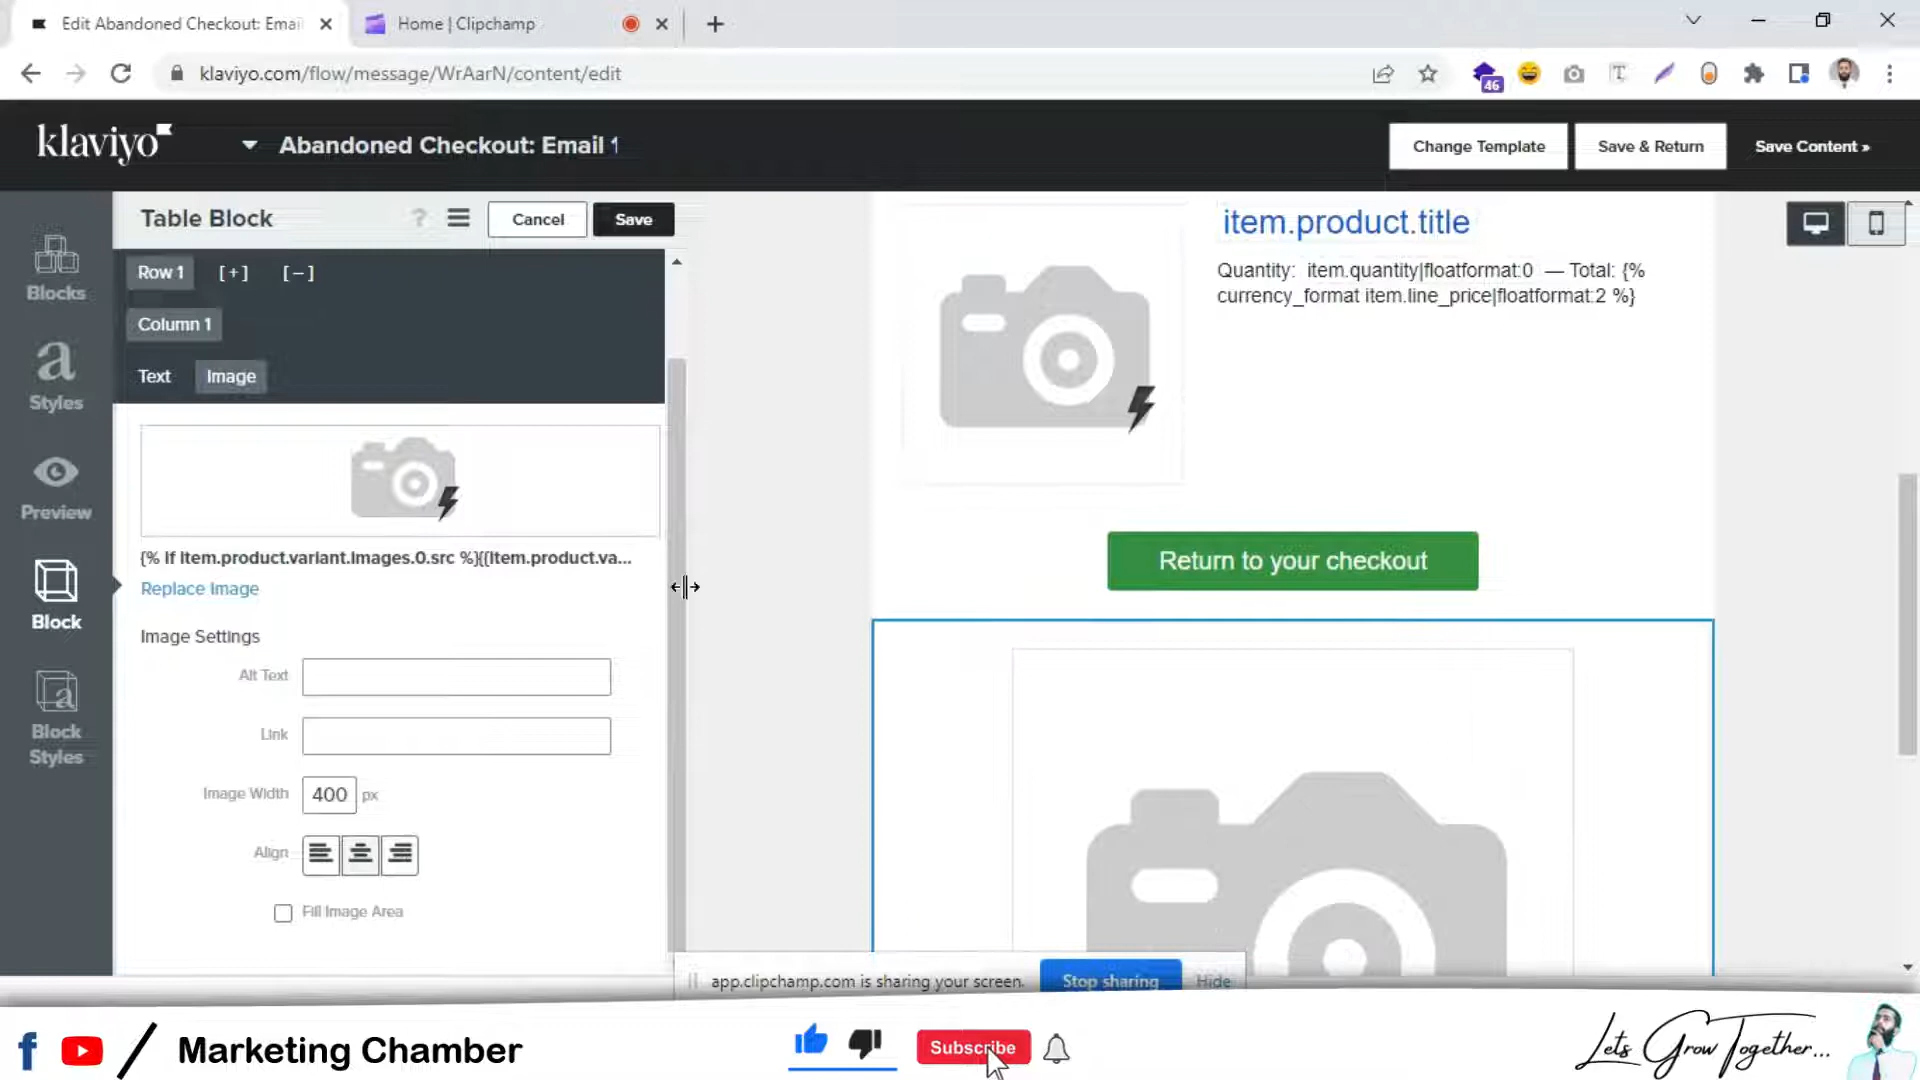 Edit Abandoned Checkout: Emai
Home | Clipchamp
klaviyo.com/flow/message/WrAarN/content/edit
46
klaviyo
Abandoned Checkout: Email 1
Change Template
Save & Return
Save Content »
Table Block
?
Cancel
Save
Row 1
[+]
[−]
Column 1
Text
Image
{% if item.product.variant.images.0.src %}{{item.product.va...
Replace Image
Image Settings
Alt Text
Link
Image Width
400
px
Align
Fill Image Area
Blocks
a
Styles
Preview
Block
a
Block
Styles
item.product.title
Quantity: item.quantity|floatformat:0 — Total: {%
currency_format item.line_price|floatformat:2 %}
Return to your checkout
app.clipchamp.com is sharing your screen.
Stop sharing
Hide
f
Marketing Chamber
Subscribe
Lets Grow Together...